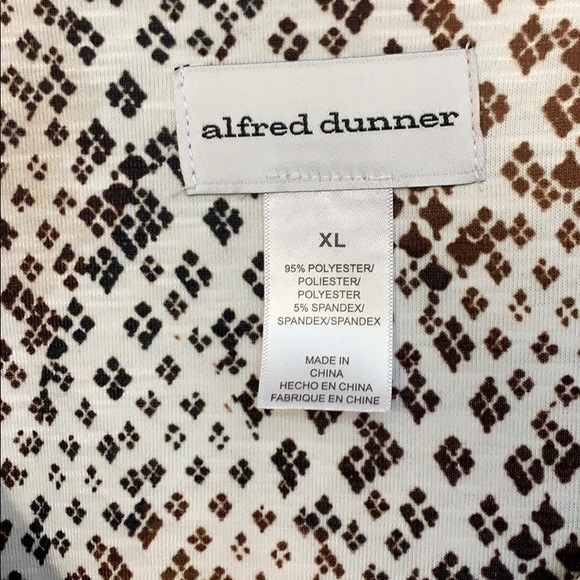 alfred dunner
XL
95% POLYESTER/
POLIESTER/
POLYESTER
5% SPANDEX/
SPANDEX/SPANDEX
MADE IN
CHINA
HECHO EN CHINA
FABRIQUE EN CHINE